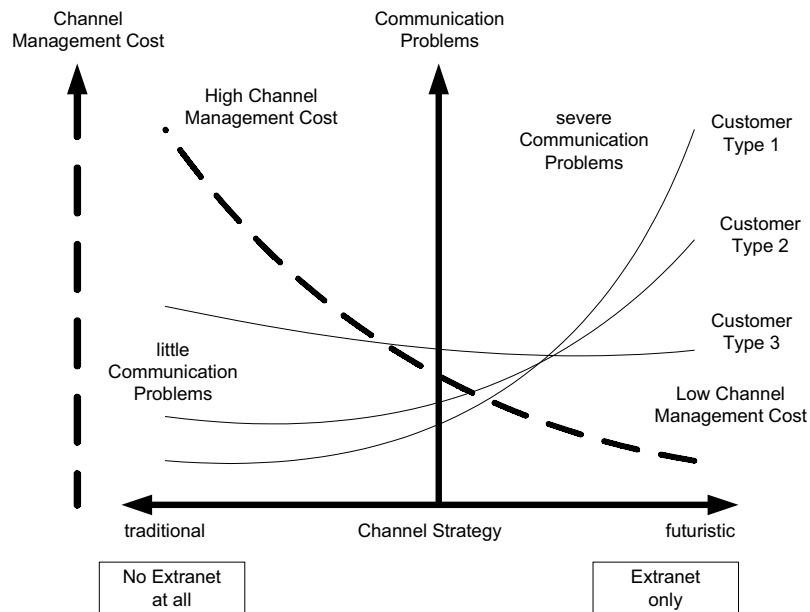 Channel
Management Cost
Communication
Problems
High Channel
Management Cost
severe
Communication
Problems
Customer
Type 1
Customer
Type 2
Customer
Type 3
little
Communication
Problems
Low Channel
Management Cost
traditional
Channel Strategy
futuristic
No Extranet
at all
Extranet
only